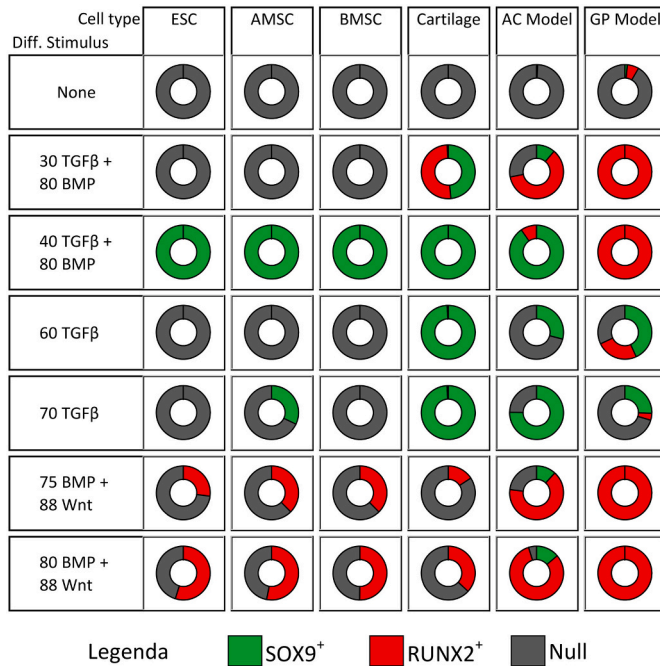 Cell type
Diff. Stimulus
ESC
AMSC
BMSC
Cartilage
AC Model
GP Model
None
30 TGFβ +
80 BMP
40 TGFβ +
80 BMP
60 TGFβ
70 TGFβ
75 BMP +
88 Wnt
80 BMP +
88 Wnt
Legenda SOX9⁺ RUNX2⁺ Null